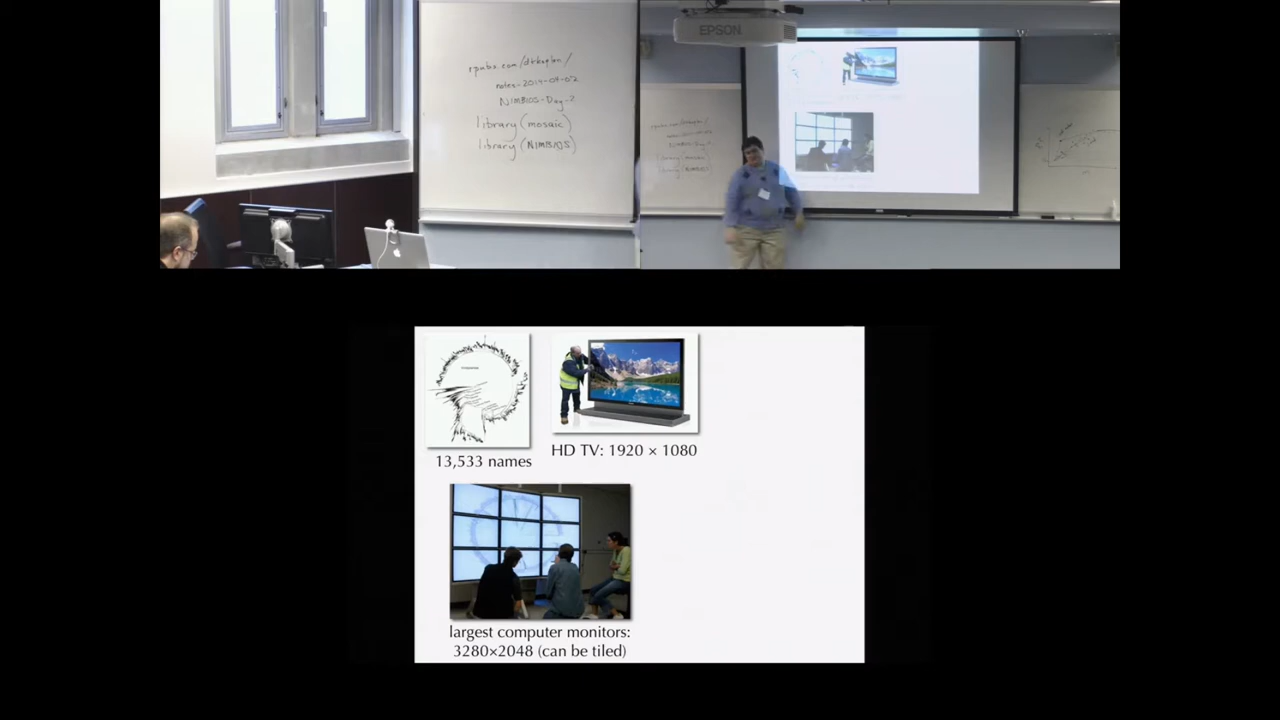 rpubs.com/dtkaplan/
notes-2014-04-02
NIMBIOS-Day-2
library(mosaic)
library(NIMBIOS)
EPSON
13,533 names
HD TV: 1920 × 1080
largest computer monitors:
3280×2048 (can be tiled)